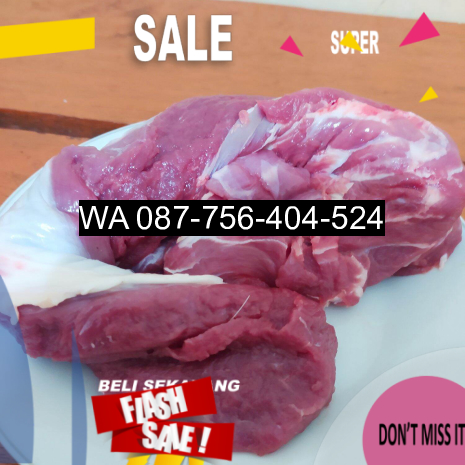 SALE
SUPER
WA 087-756-404-524
BELI SEKARANG
FLASH
SALE!
DON'T MISS IT